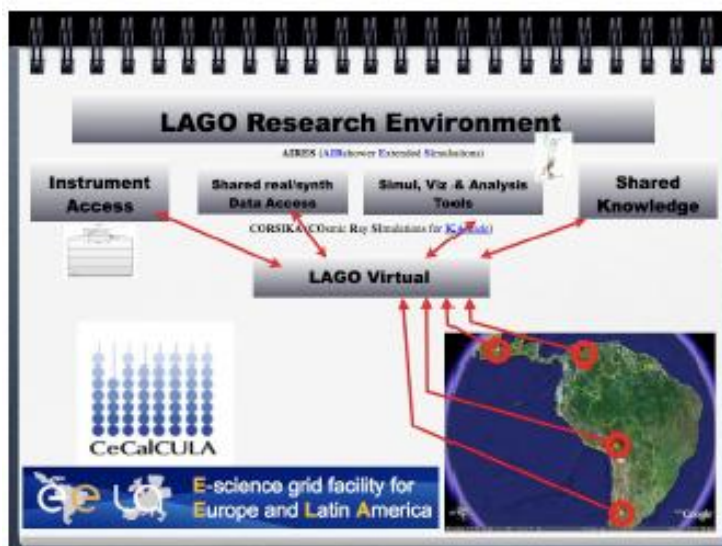 LAGO Research Environment
AIRES (AIRshower Extended Simulations)
Instrument
Access
Shared real/synth
Data Access
Simul, Viz & Analysis
Tools
Shared
Knowledge
CORSIKA (COsmic Ray SImulations for
LAGO Virtual
CeCalCULA
E-science grid facility for
Europe and Latin America
Google